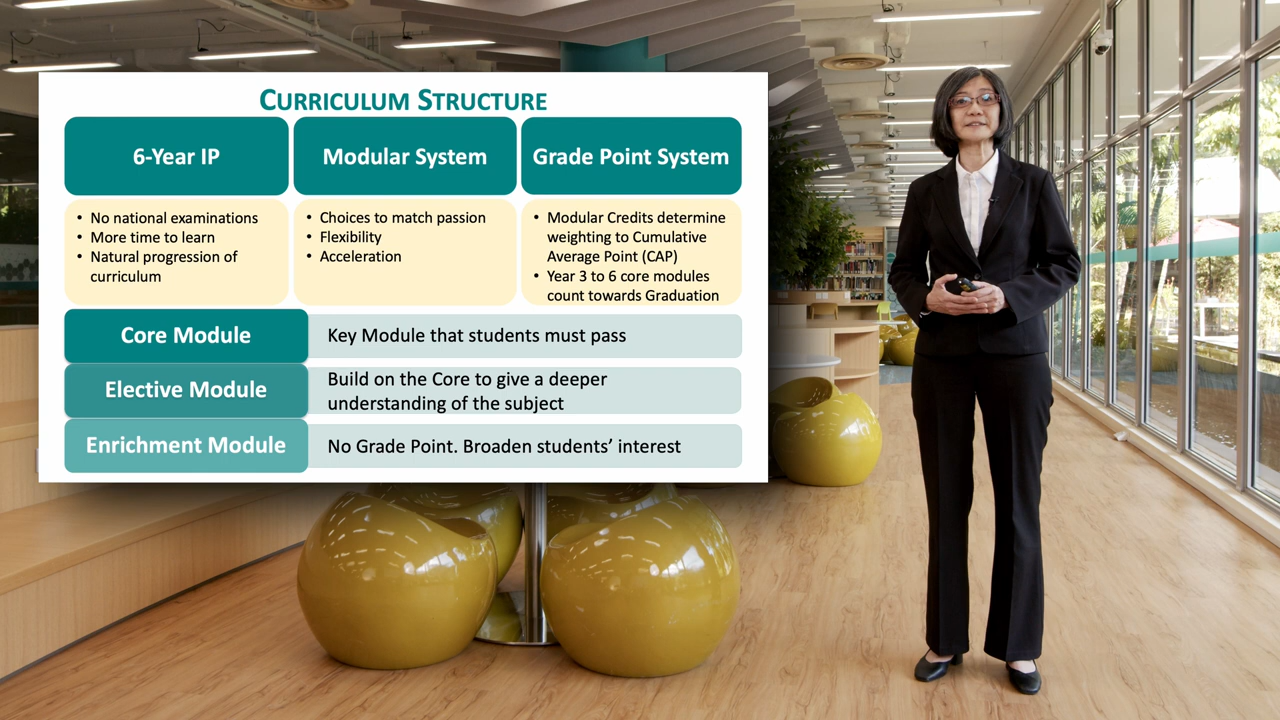 CURRICULUM STRUCTURE
6-Year IP
Modular System
Grade Point System
• No national examinations
• More time to learn
• Natural progression of
curriculum
• Choices to match passion
• Flexibility
• Acceleration
• Modular Credits determine
weighting to Cumulative
Average Point (CAP)
• Year 3 to 6 core modules
count towards Graduation
Core Module
Key Module that students must pass
Elective Module
Build on the Core to give a deeper
understanding of the subject
Enrichment Module
No Grade Point. Broaden students’ interest